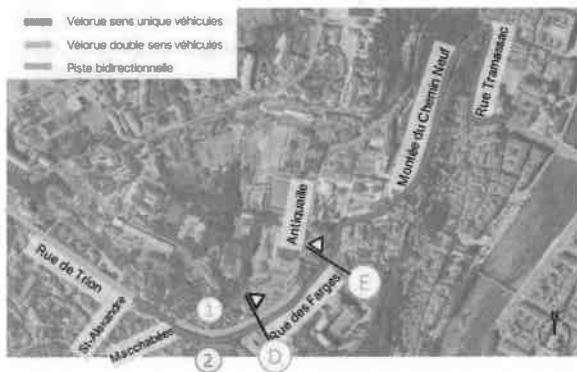 Vélorue sens unique véhicules
Vélorue double sens véhicules
Piste bidirectionnelle
Rue Tramassac
Montée du Chemin Neuf
Antiquaille
E
Rue de Trion
Rue des Farges
St-Alexandre
1
Macchabées
2
D